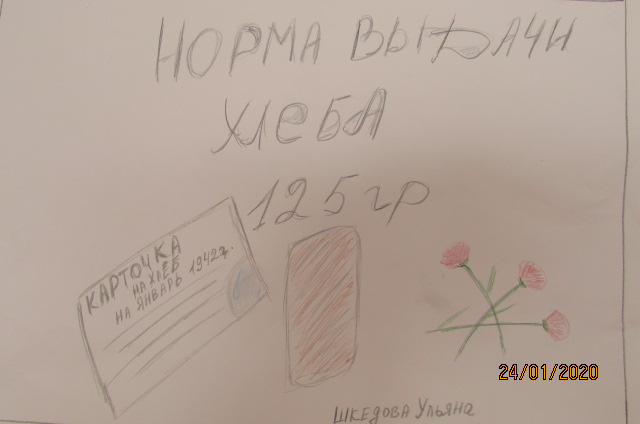 НОРМА ВЫДАЧИ
ХЛЕБА
125 гр
КАРТОЧКА
НА ХЛЕБ
НА ЯНВАРЬ 1942г.
ШКЕДОВА УЛЬЯНА
24/01/2020